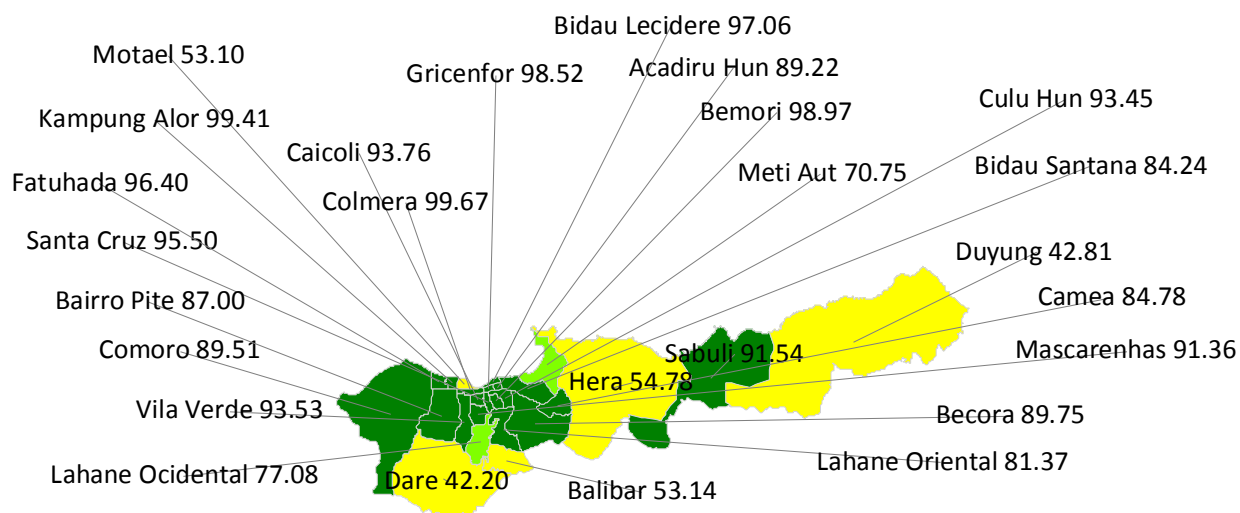 Bidau Lecidere 97.06
Motael 53.10
Gricenfor 98.52
Acadiru Hun 89.22
Culu Hun 93.45
Bemori 98.97
Kampung Alor 99.41
Caicoli 93.76
Bidau Santana 84.24
Meti Aut 70.75
Fatuhada 96.40
Colmera 99.67
Santa Cruz 95.50
Duyung 42.81
Bairro Pite 87.00
Camea 84.78
Comoro 89.51
Sabuli 91.54
Mascarenhas 91.36
Hera 54.78
Vila Verde 93.53
Becora 89.75
Lahane Oriental 81.37
Lahane Ocidental 77.08
Dare 42.20
Balibar 53.14